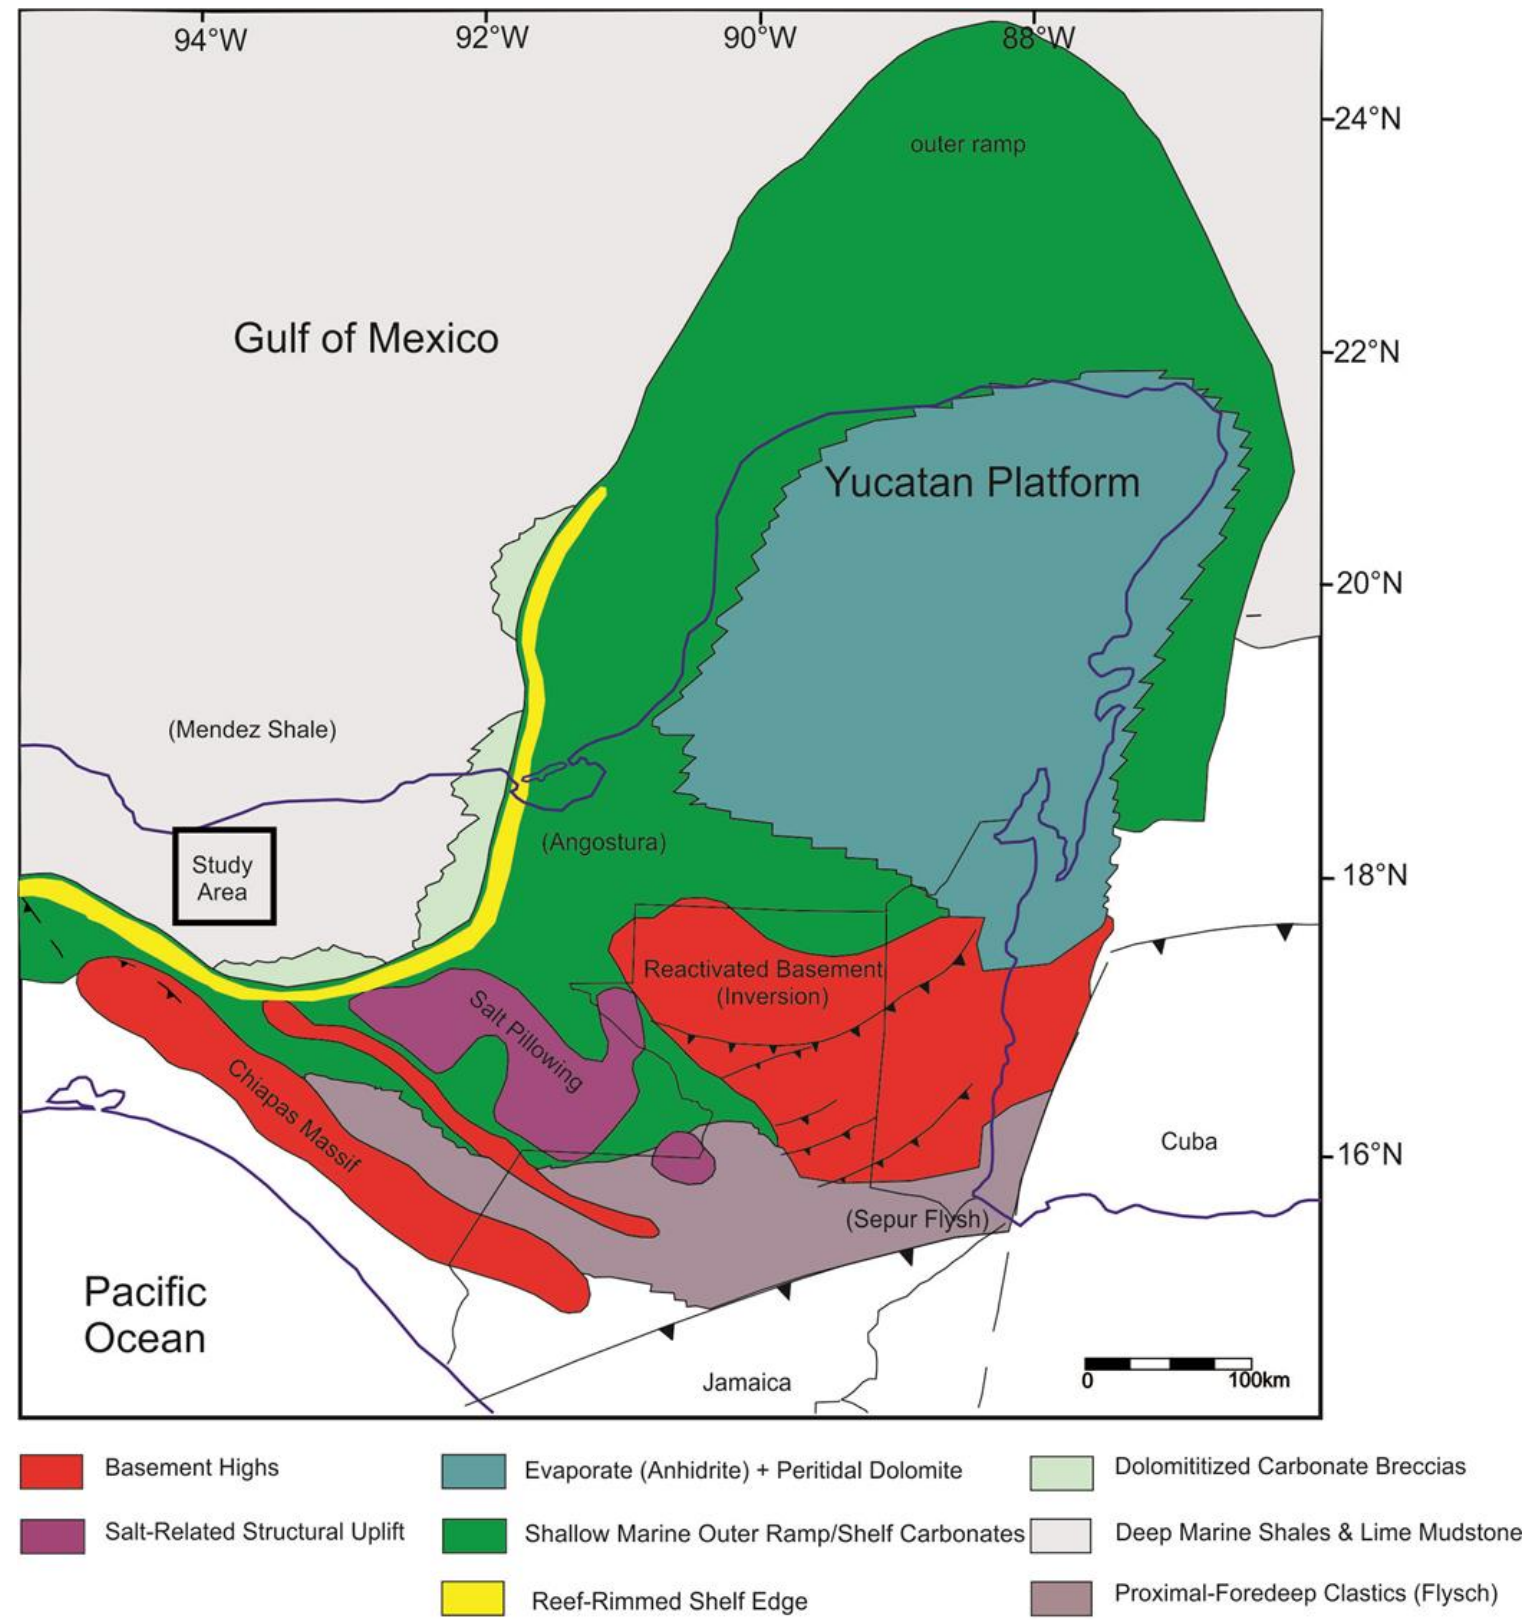 94°W
92°W
90°W
88°W
24°N
outer ramp
Gulf of Mexico
22°N
Yucatan Platform
20°N
(Mendez Shale)
(Angostura)
Study
Area
18°N
Reactivated Basement
(Inversion)
Salt Pillowing
Chiapas Massif
Cuba
16°N
(Sepur Flysh)
Pacific
Ocean
Jamaica
0
100km
Basement Highs
Evaporate (Anhidrite) + Peritidal Dolomite
Dolomititized Carbonate Breccias
Salt-Related Structural Uplift
Shallow Marine Outer Ramp/Shelf Carbonates
Deep Marine Shales & Lime Mudstone
Reef-Rimmed Shelf Edge
Proximal-Foredeep Clastics (Flysch)